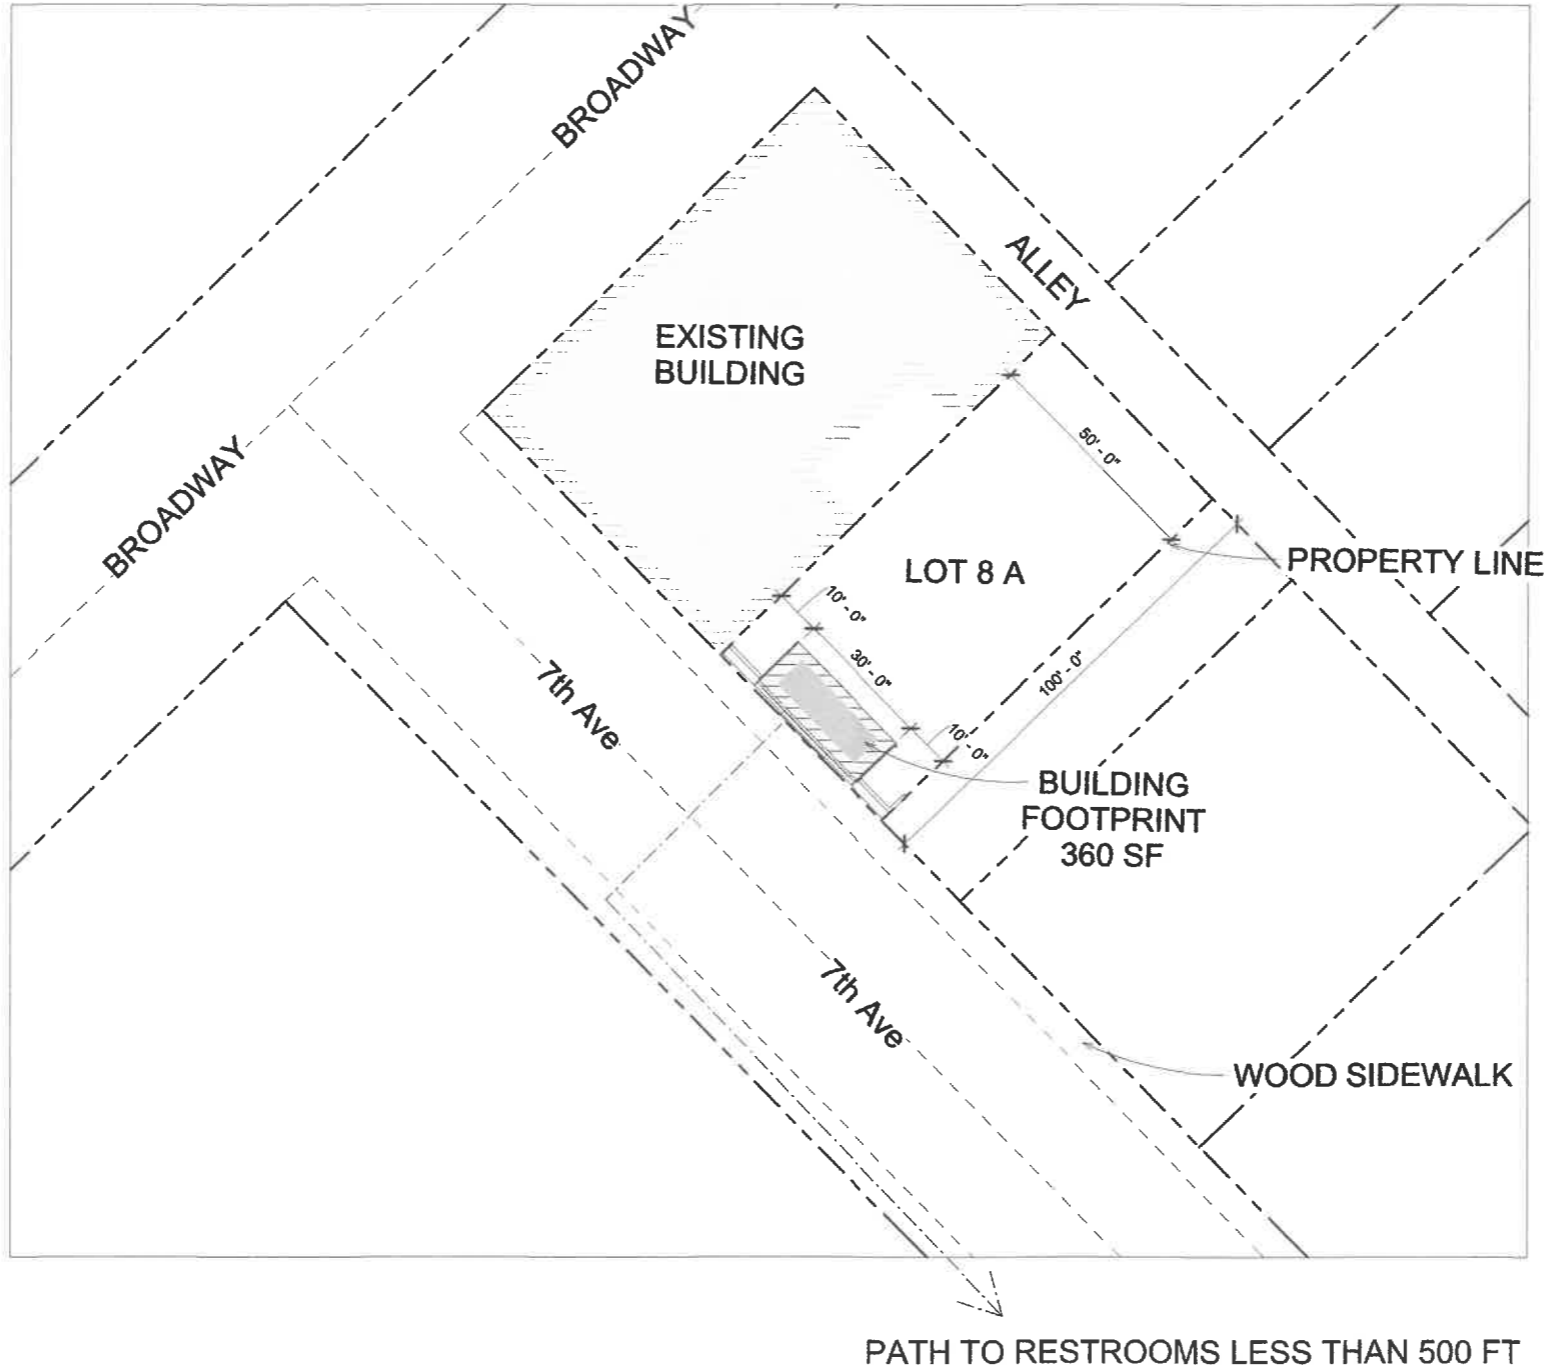 BROADWAY
ALLEY
EXISTING
BUILDING
50' - 0"
BROADWAY
PROPERTY LINE
LOT 8 A
10' - 0"
30' - 0"
100' - 0"
7th Ave
10' - 0"
BUILDING
FOOTPRINT
360 SF
7th Ave
WOOD SIDEWALK
PATH TO RESTROOMS LESS THAN 500 FT